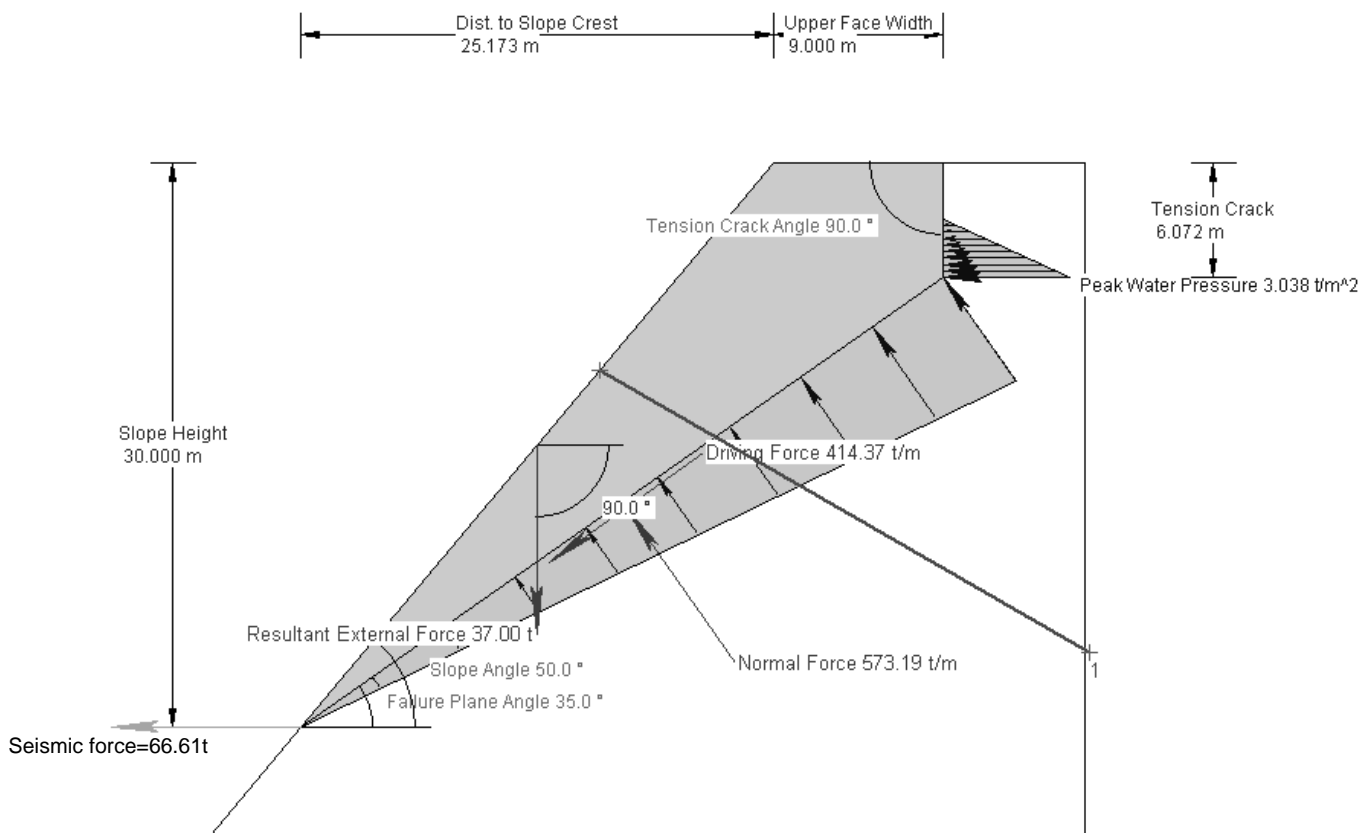 Dist. to Slope Crest
25.173 m
Upper Face Width
9.000 m
Tension Crack Angle 90.0 °
Tension Crack
6.072 m
Peak Water Pressure 3.038 t/m^2
Slope Height
30.000 m
Driving Force 414.37 t/m
90.0 °
Resultant External Force 37.00 t
Normal Force 573.19 t/m
Slope Angle 50.0 °
1
Failure Plane Angle 35.0 °
Seismic force=66.61t